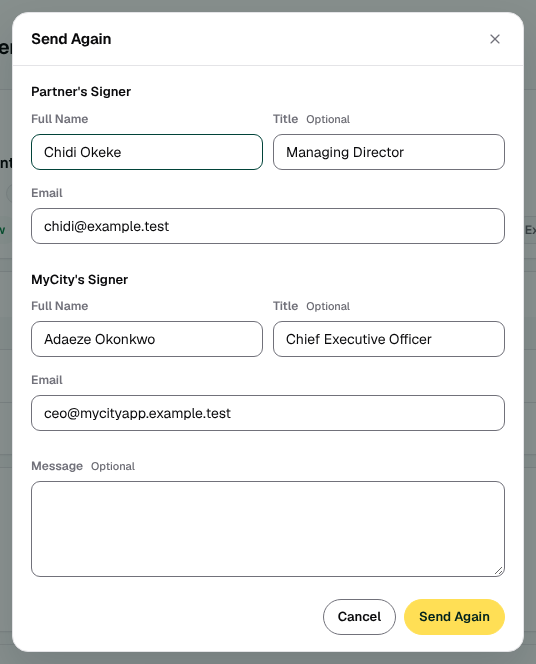 Send Again
Partner's Signer
Full Name
Title Optional
Chidi Okeke
Managing Director
Email
chidi@example.test
MyCity's Signer
Full Name
Title Optional
Adaeze Okonkwo
Chief Executive Officer
Email
ceo@mycityapp.example.test
Message Optional
Cancel
Send Again